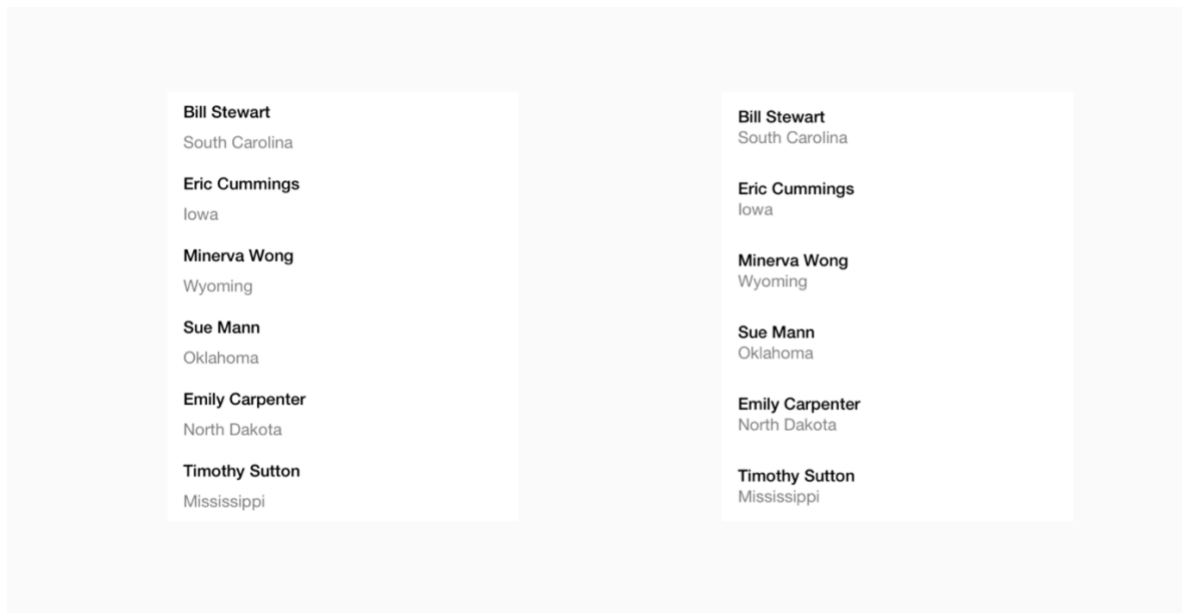 Bill Stewart
South Carolina
Eric Cummings
Iowa
Minerva Wong
Wyoming
Sue Mann
Oklahoma
Emily Carpenter
North Dakota
Timothy Sutton
Mississippi
Bill Stewart
South Carolina
Eric Cummings
Iowa
Minerva Wong
Wyoming
Sue Mann
Oklahoma
Emily Carpenter
North Dakota
Timothy Sutton
Mississippi